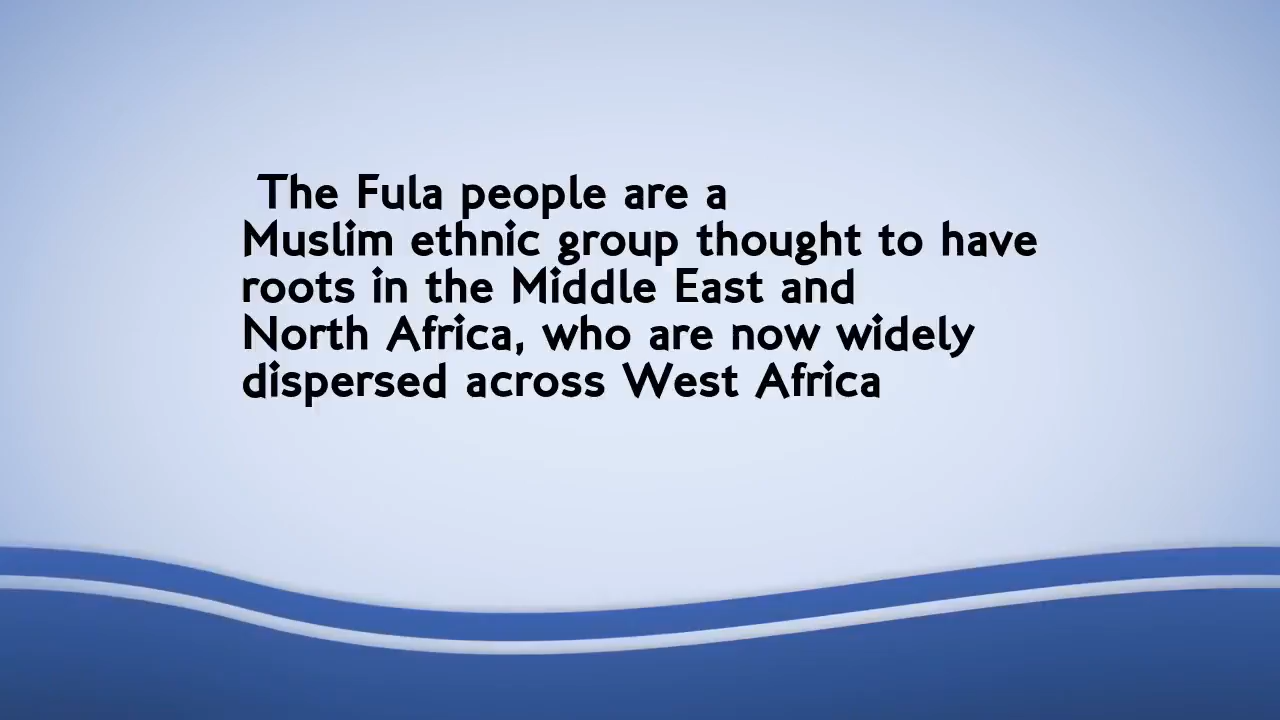 The Fula people are a
Muslim ethnic group thought to have
roots in the Middle East and
North Africa, who are now widely
dispersed across West Africa